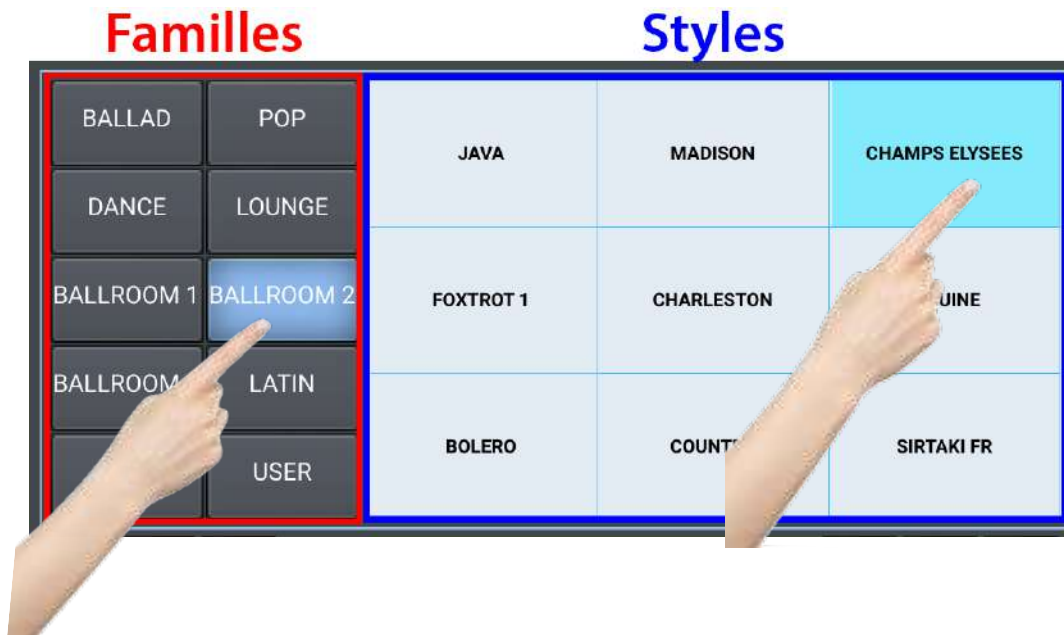 Familles
Styles
BALLAD
POP
DANCE
LOUNGE
BALLROOM 1
BALLROOM 2
BALLROOM
LATIN
USER
JAVA
MADISON
CHAMPS ELYSEES
FOXTROT 1
CHARLESTON
BOLERO
SIRTAKI FR